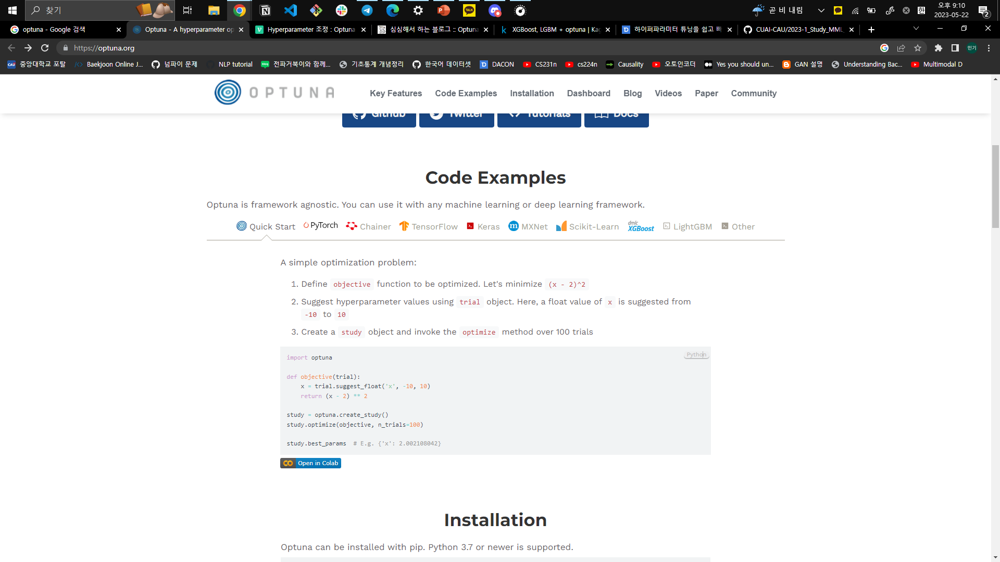 찾기
곧 비 내림
한
오후 9:10
2023-05-22
2
optuna - Google 검색
Optuna - A hyperparameter op
Hyperparameter 조정 : Optuna
심심해서 하는 블로그 :: Optuna
XGBoost, LGBM + optuna | Kag
하이퍼파라미터 튜닝을 쉽고 빠
CUAI-CAU/2023-1_Study_MML
https://optuna.org
민기
CAU 중앙대학교 포탈
Baekjoon Online J...
넘파이 문제
NLP tutorial
전파거북이와 함께...
기초통계 개념정리
한국어 데이터셋
DACON
CS231n
cs224n
Causality
오토인코더
Yes you should un...
GAN 설명
Understanding Bac...
Multimodal D
OPTUNA
Key Features
Code Examples
Installation
Dashboard
Blog
Videos
Paper
Community
Github
Twitter
Tutorials
Docs
Code Examples
Optuna is framework agnostic. You can use it with any machine learning or deep learning framework.
Quick Start
PyTorch
Chainer
TensorFlow
Keras
MXNet
Scikit-Learn
dmlc XGBoost
LightGBM
Other
A simple optimization problem:
1. Define objective function to be optimized. Let's minimize (x - 2)^2
2. Suggest hyperparameter values using trial object. Here, a float value of x is suggested from
-10 to 10
3. Create a study object and invoke the optimize method over 100 trials
Python
import optuna
def objective(trial):
x = trial.suggest_float('x', -10, 10)
return (x - 2) ** 2
study = optuna.create_study()
study.optimize(objective, n_trials=100)
study.best_params # E.g. {'x': 2.002108042}
Open in Colab
Installation
Optuna can be installed with pip. Python 3.7 or newer is supported.